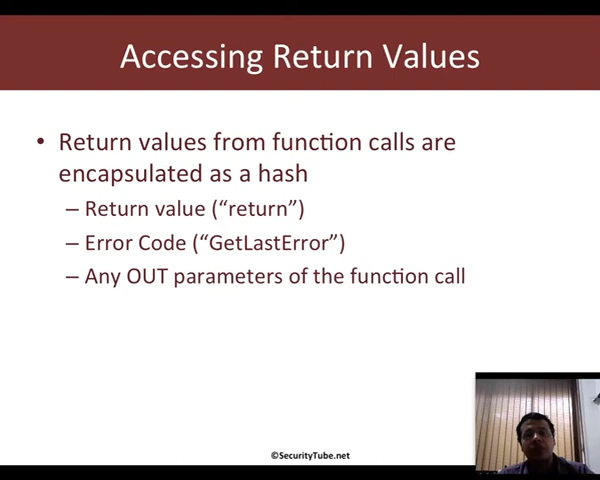 Accessing Return Values
• Return values from function calls are
encapsulated as a hash
– Return value (“return”)
– Error Code (“GetLastError”)
– Any OUT parameters of the function call
©SecurityTube.net